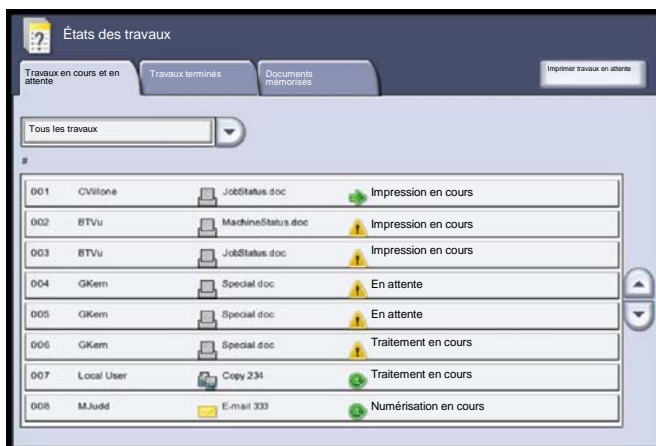 États des travaux
Travaux en cours et en
attente
Travaux terminés
Documents
mémorisés
Imprimer travaux en attente
Tous les travaux
#
001 CVillone JobStatus.doc Impression en cours
002 BTVu MachineStatus.doc Impression en cours
003 BTVu JobStatus.doc Impression en cours
004 GKern Special.doc En attente
005 GKern Special.doc En attente
006 GKern Special.doc Traitement en cours
007 Local User Copy 234 Traitement en cours
008 MJudd E-mail 333 Numérisation en cours